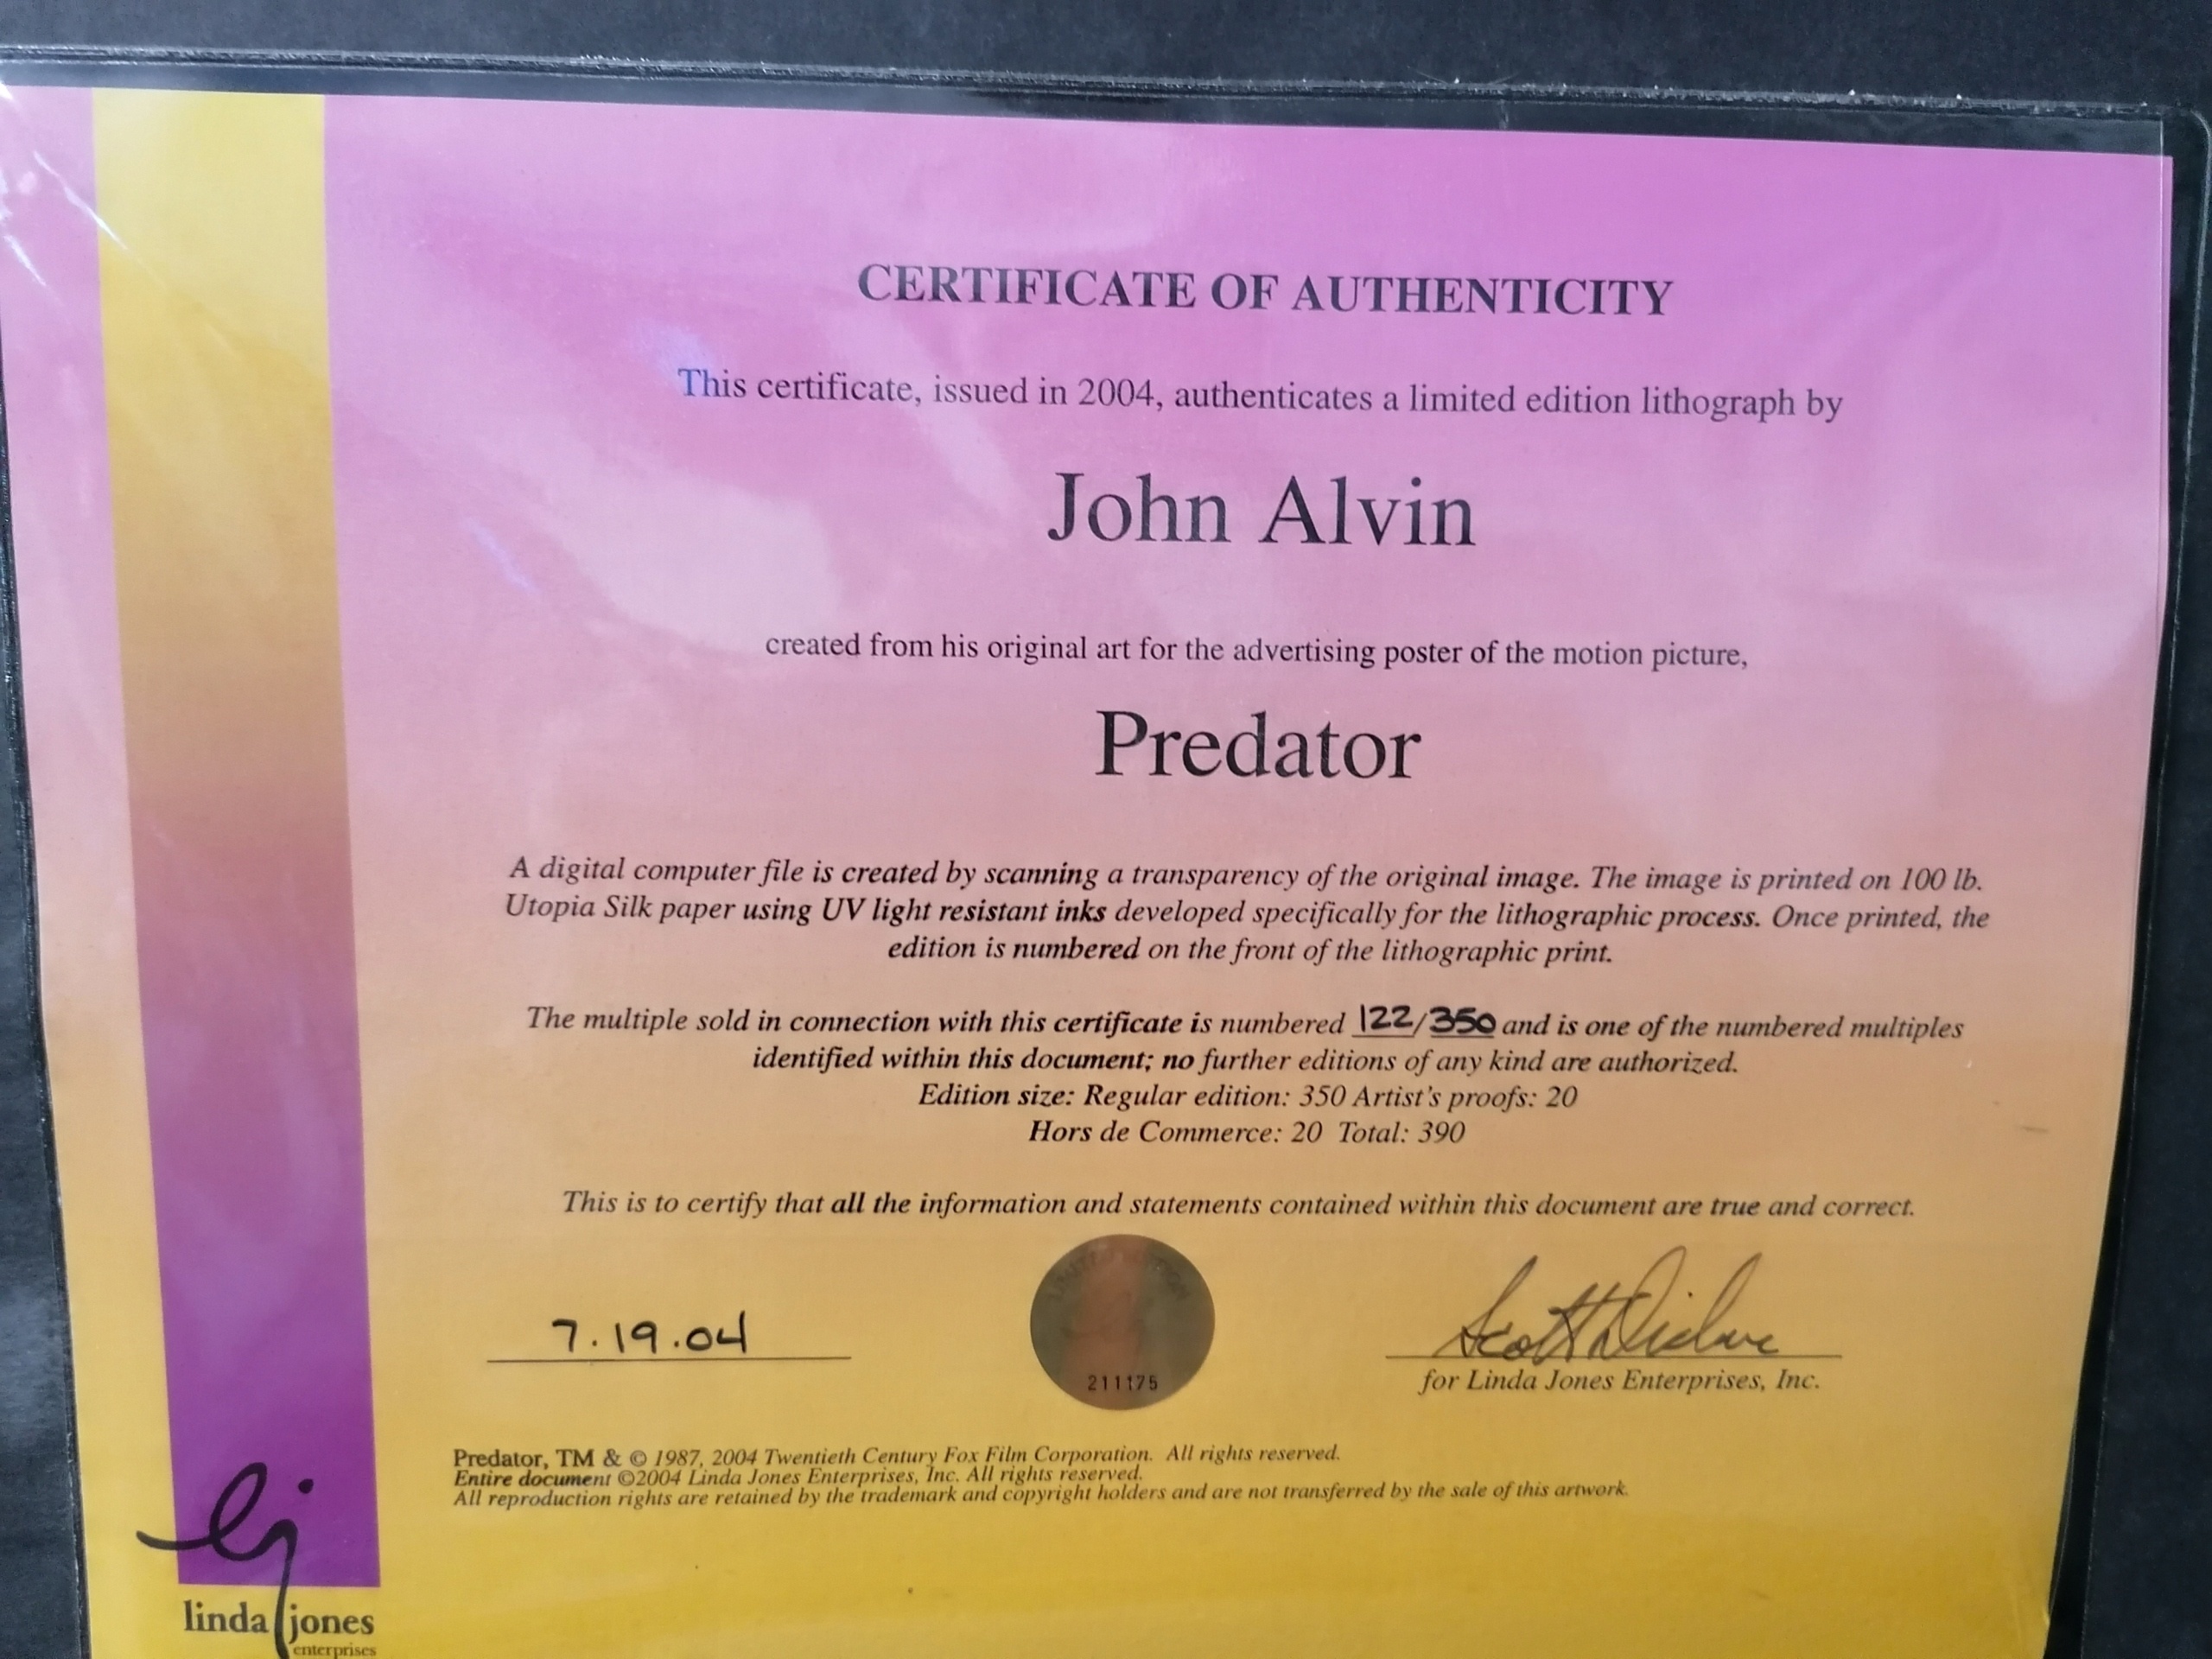 CERTIFICATE OF AUTHENTICITY
This certificate, issued in 2004, authenticates a limited edition lithograph by
John Alvin
created from his original art for the advertising poster of the motion picture,
Predator
A digital computer file is created by scanning a transparency of the original image. The image is printed on 100 lb.
Utopia Silk paper using UV light resistant inks developed specifically for the lithographic process. Once printed, the
edition is numbered on the front of the lithographic print.
The multiple sold in connection with this certificate is numbered 122/350 and is one of the numbered multiples
identified within this document; no further editions of any kind are authorized.
Edition size: Regular edition: 350 Artist's proofs: 20
Hors de Commerce: 20 Total: 390
This is to certify that all the information and statements contained within this document are true and correct.
7.19.04
211175
Scott
for Linda Jones Enterprises, Inc.
Predator, TM & © 1987, 2004 Twentieth Century Fox Film Corporation. All rights reserved.
Entire document ©2004 Linda Jones Enterprises, Inc. All rights reserved.
All reproduction rights are retained by the trademark and copyright holders and are not transferred by the sale of this artwork.
lj
linda jones
enterprises